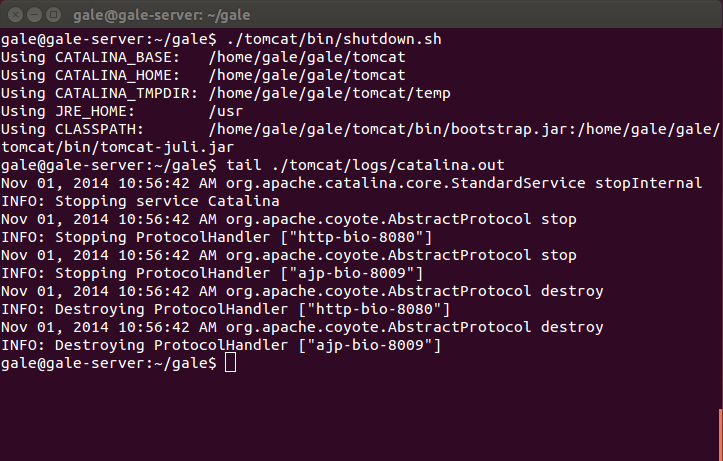 gale@gale-server: ~/gale
gale@gale-server:~/gale$ ./tomcat/bin/shutdown.sh
Using CATALINA_BASE:   /home/gale/gale/tomcat
Using CATALINA_HOME:   /home/gale/gale/tomcat
Using CATALINA_TMPDIR: /home/gale/gale/tomcat/temp
Using JRE_HOME:        /usr
Using CLASSPATH:       /home/gale/gale/tomcat/bin/bootstrap.jar:/home/gale/gale/
tomcat/bin/tomcat-juli.jar
gale@gale-server:~/gale$ tail ./tomcat/logs/catalina.out
Nov 01, 2014 10:56:42 AM org.apache.catalina.core.StandardService stopInternal
INFO: Stopping service Catalina
Nov 01, 2014 10:56:42 AM org.apache.coyote.AbstractProtocol stop
INFO: Stopping ProtocolHandler ["http-bio-8080"]
Nov 01, 2014 10:56:42 AM org.apache.coyote.AbstractProtocol stop
INFO: Stopping ProtocolHandler ["ajp-bio-8009"]
Nov 01, 2014 10:56:42 AM org.apache.coyote.AbstractProtocol destroy
INFO: Destroying ProtocolHandler ["http-bio-8080"]
Nov 01, 2014 10:56:42 AM org.apache.coyote.AbstractProtocol destroy
INFO: Destroying ProtocolHandler ["ajp-bio-8009"]
gale@gale-server:~/gale$